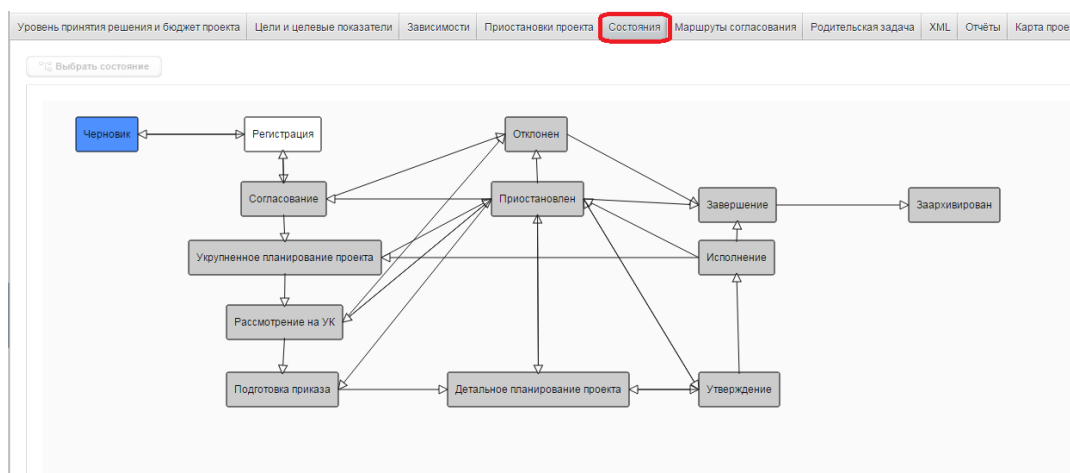 Уровень принятия решения и бюджет проекта Цели и целевые показатели Зависимости Приостановки проекта Состояния Маршруты согласования Родительская задача XML Отчёты Карта прое
Выбрать состояние
Черновик Регистрация Отклонен
Согласование Приостановлен Завершение Заархивирован
Укрупненное планирование проекта Исполнение
Рассмотрение на УК
Подготовка приказа Детальное планирование проекта Утверждение